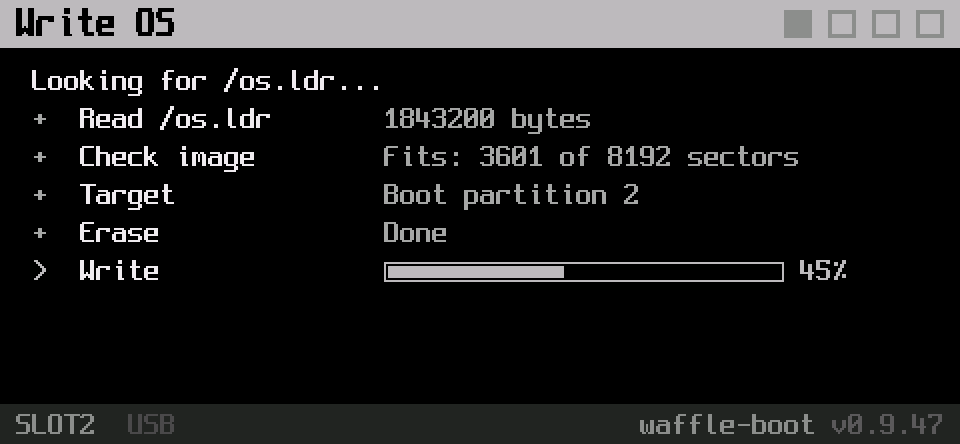 Write OS
Looking for /os.ldr...
+ Read /os.ldr 1843200 bytes
+ Check image Fits: 3601 of 8192 sectors
+ Target Boot partition 2
+ Erase Done
> Write 45%
SLOT2 USB waffle-boot v0.9.47